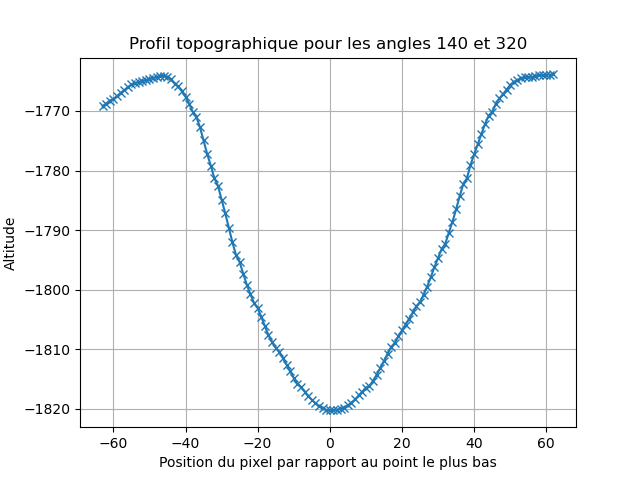 Profil topographique pour les angles 140 et 320
Altitude
−1770
−1780
−1790
−1800
−1810
−1820
−60 −40 −20 0 20 40 60
Position du pixel par rapport au point le plus bas